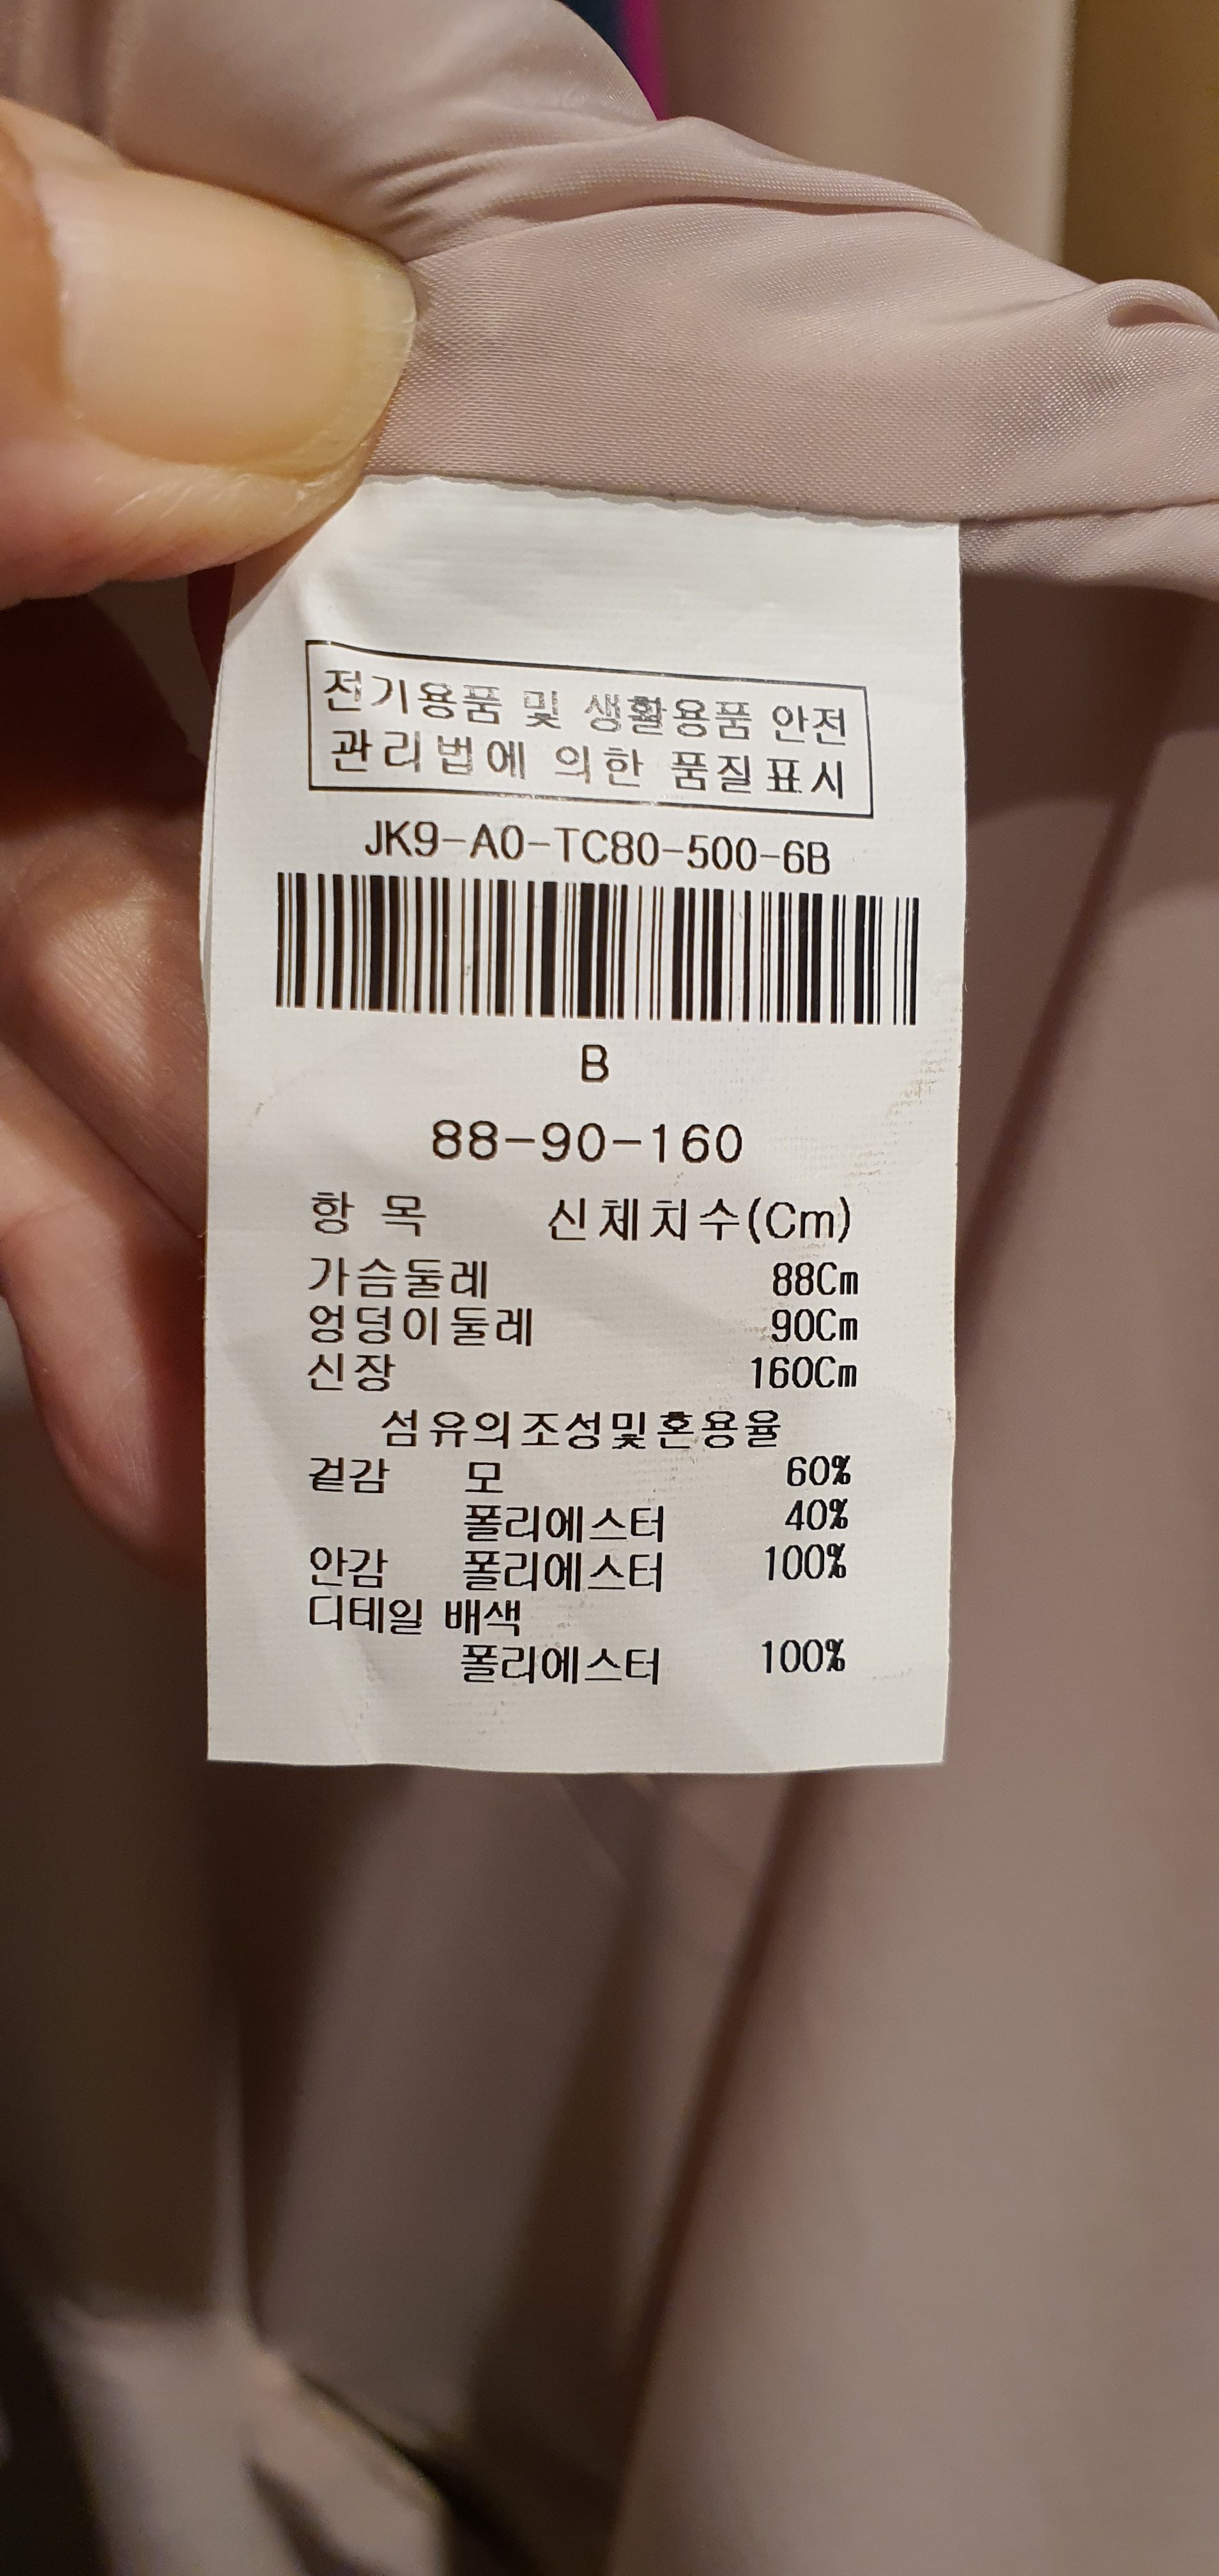 전기용품 및 생활용품 안전
관리법에 의한 품질표시
JK9-A0-TC80-500-6B
B
88-90-160
항 목 신체치수(Cm)
가슴둘레 88Cm
엉덩이둘레 90Cm
신장 160Cm
섬유의조성및혼용율
겉감 모 60%
폴리에스터 40%
안감 폴리에스터 100%
디테일 배색
폴리에스터 100%